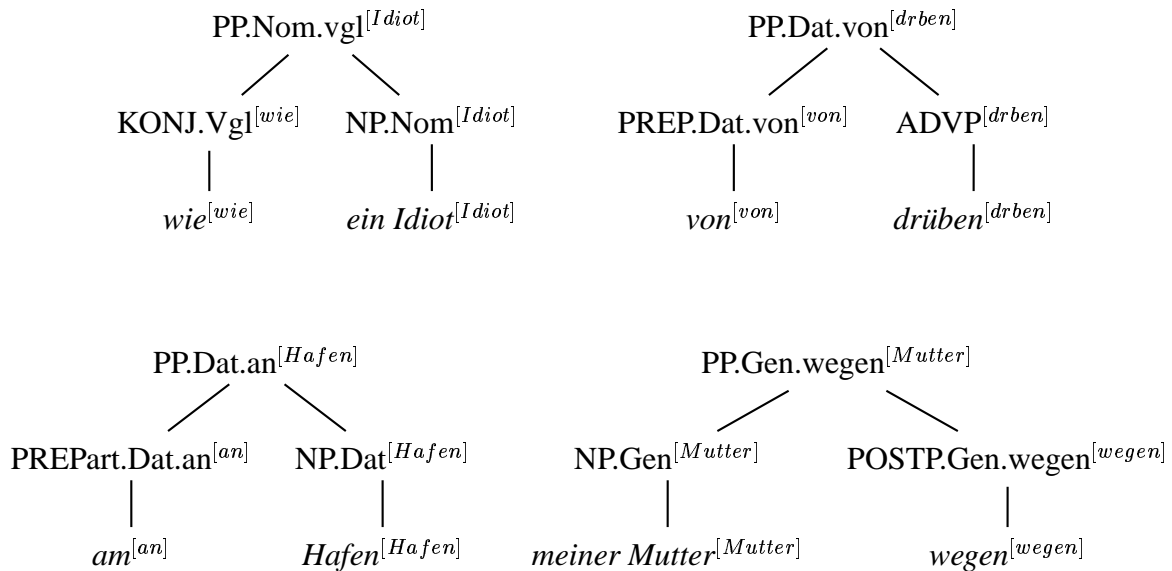 PP.Nom.vgl[Idiot] PP.Dat.von[drben]
KONJ.Vgl[wie] NP.Nom[Idiot] PREP.Dat.von[von] ADVP[drben]
wie[wie] ein Idiot[Idiot] von[von] drüben[drben]
PP.Dat.an[Hafen] PP.Gen.wegen[Mutter]
PREPart.Dat.an[an] NP.Dat[Hafen] NP.Gen[Mutter] POSTP.Gen.wegen[wegen]
am[an] Hafen[Hafen] meiner Mutter[Mutter] wegen[wegen]